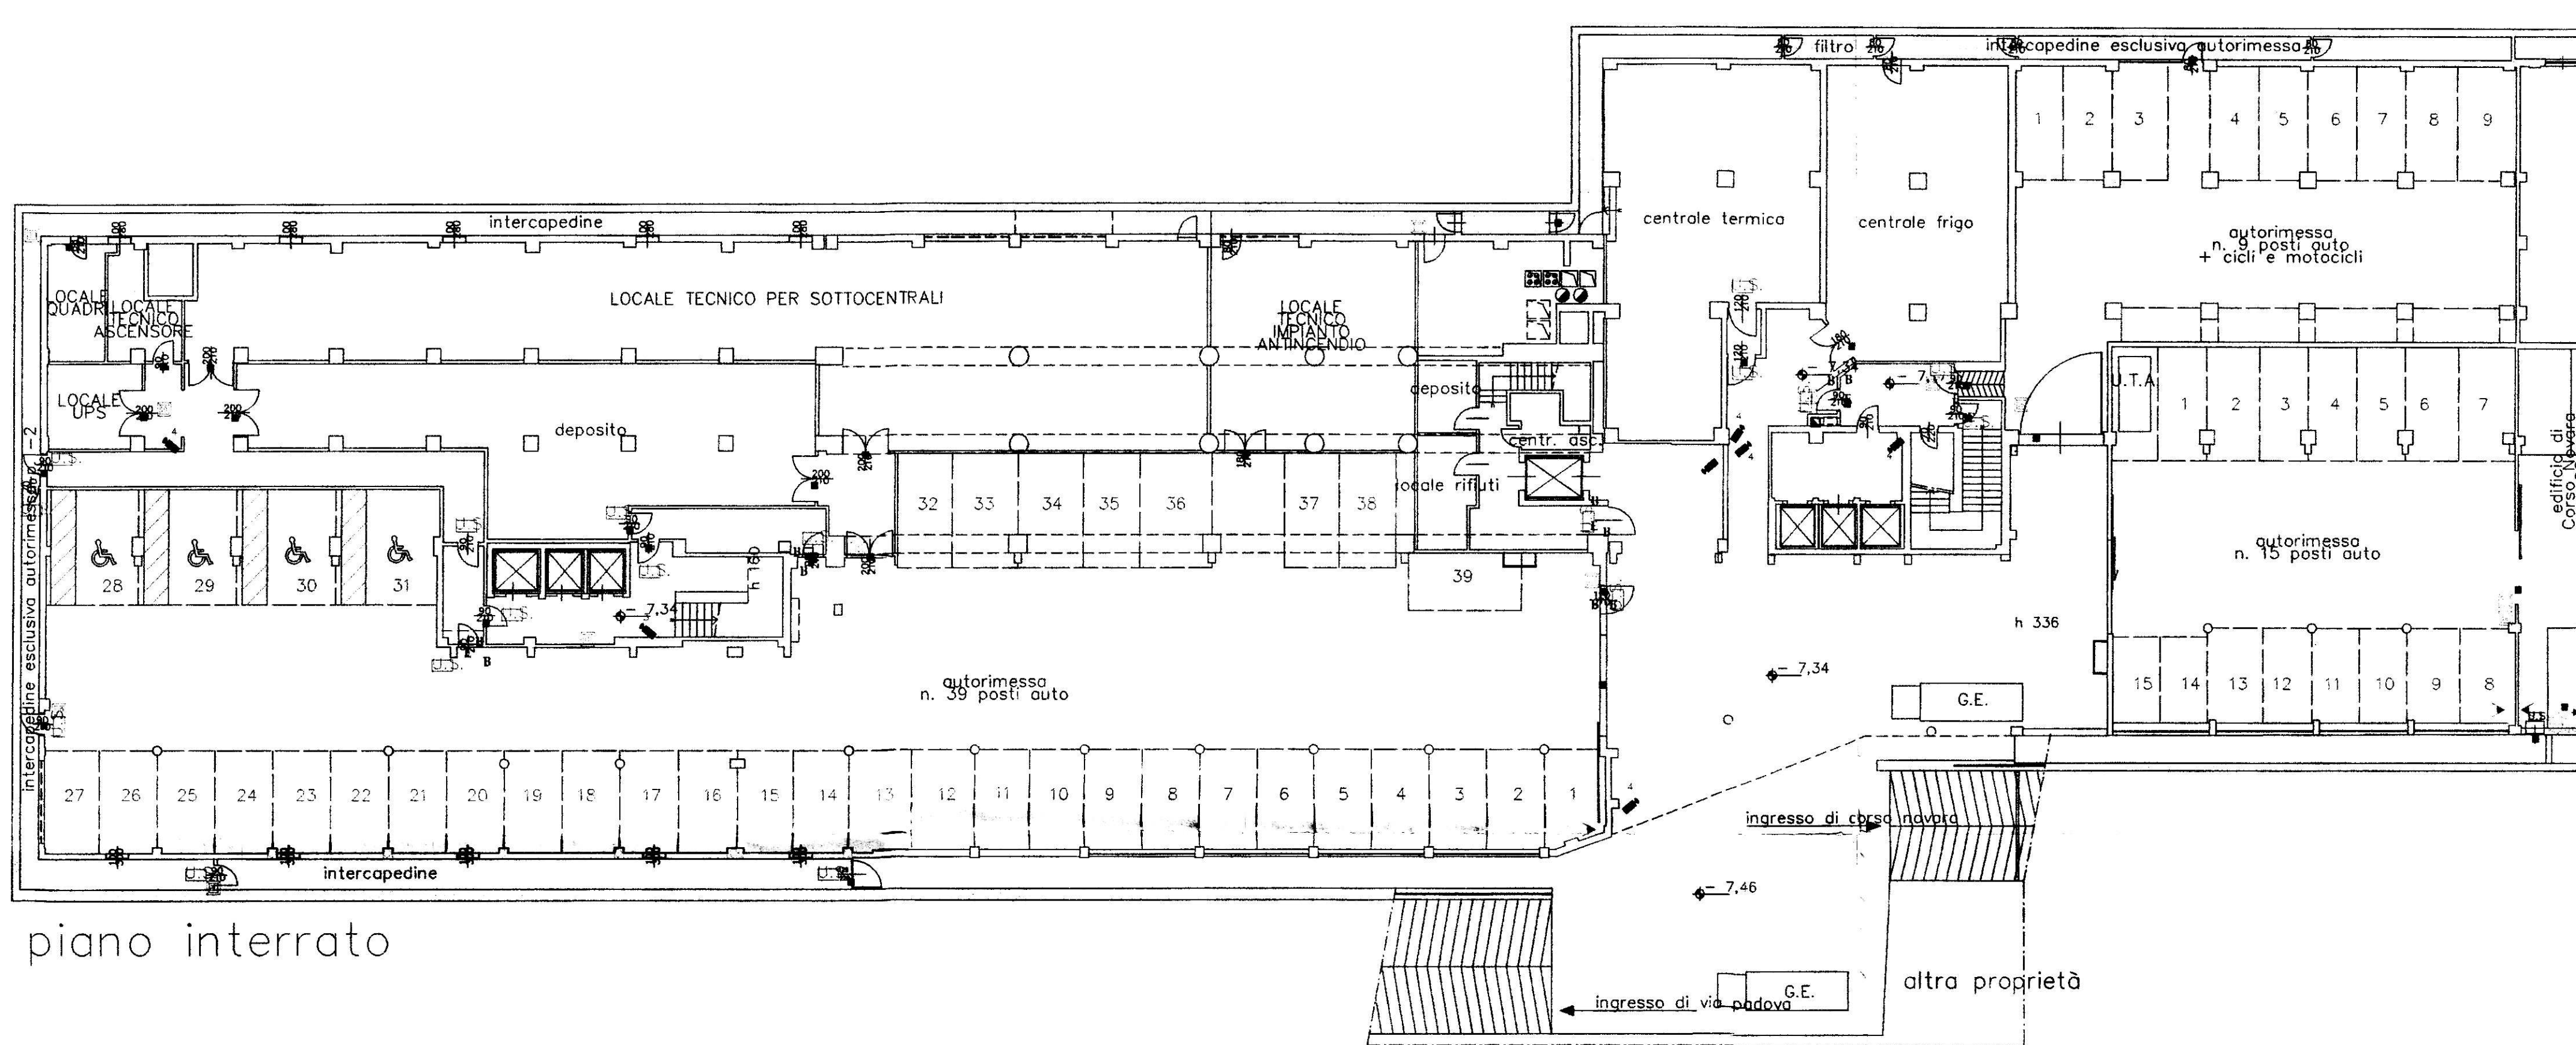 filtro
intercapedine esclusiva autorimessa
1 2 3 4 5 6 7 8 9
intercapedine
centrale termica
centrale frigo
autorimessa
n. 9 posti auto
+ cicli e motocicli
LOCALE
QUADRI
LOCALE
TECNICO
ASCENSORE
LOCALE TECNICO PER SOTTOCENTRALI
LOCALE
TECNICO
IMPIANTO
ANTINCENDIO
U.S.
LOCALE
UPS
deposito
deposito
centr. asc.
locale rifiuti
- 7,34
U.T.A
1 2 3 4 5 6 7
edificio di
Corso Novara
intercapedine esclusiva autorimessa p.-2
28 29 30 31
32 33 34 35 36 37 38
39
h 160
- 7,34
autorimessa
n. 15 posti auto
h 336
autorimessa
n. 39 posti auto
- 7,34
G.E.
15 14 13 12 11 10 9 8
27 26 25 24 23 22 21 20 19 18 17 16 15 14 13 12 11 10 9 8 7 6 5 4 3 2 1
ingresso di corso novara
intercapedine
- 7,46
piano interrato
altra proprietà
G.E.
ingresso di via padova